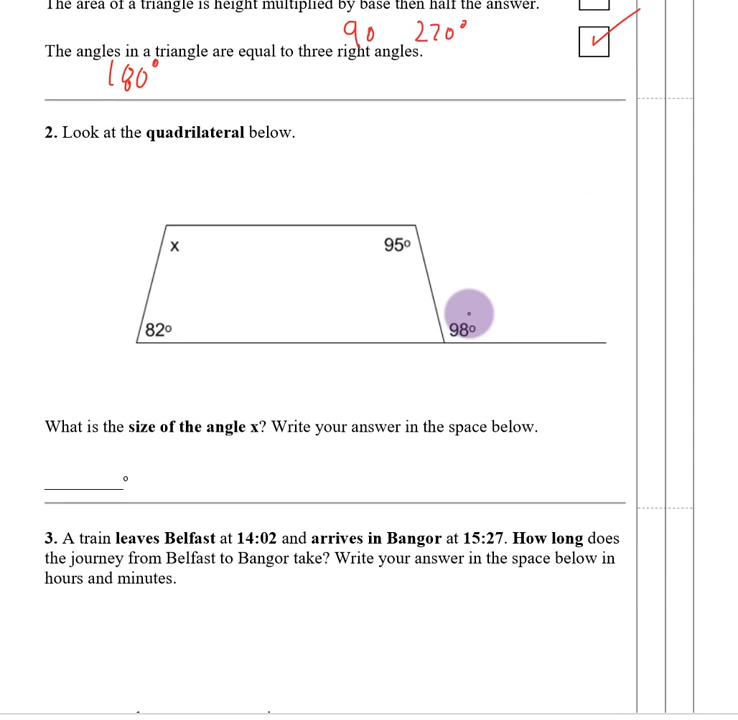 The area of a triangle is height multiplied by base then half the answer.
90 270°
The angles in a triangle are equal to three right angles.
180°
2. Look at the quadrilateral below.
x 95°
82° 98°
What is the size of the angle x? Write your answer in the space below.
________°
3. A train leaves Belfast at 14:02 and arrives in Bangor at 15:27. How long does
the journey from Belfast to Bangor take? Write your answer in the space below in
hours and minutes.